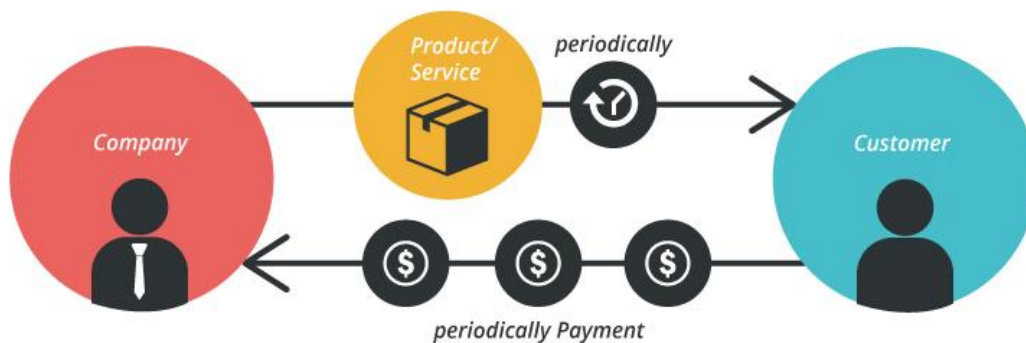 Product/
Service
periodically
Company
Customer
$ $ $
periodically Payment